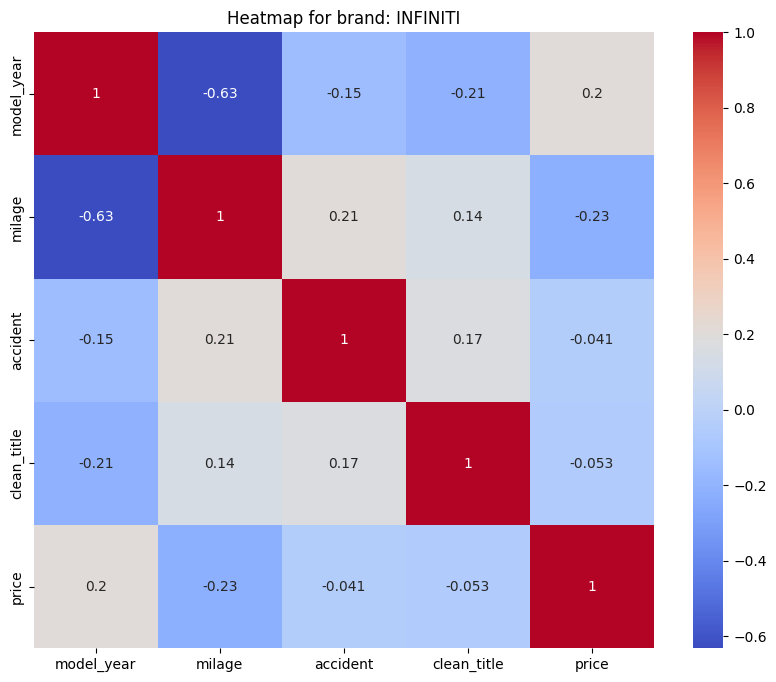 Heatmap for brand: INFINITI
model_year 1 -0.63 -0.15 -0.21 0.2
milage -0.63 1 0.21 0.14 -0.23
accident -0.15 0.21 1 0.17 -0.041
clean_title -0.21 0.14 0.17 1 -0.053
price 0.2 -0.23 -0.041 -0.053 1
model_year milage accident clean_title price
1.0
0.8
0.6
0.4
0.2
0.0
−0.2
−0.4
−0.6